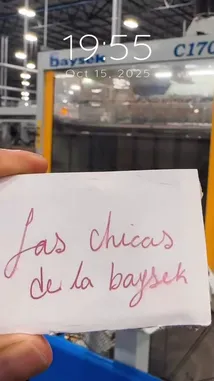 19:55
Oct 15, 2025
baysek
C170
Las chicas
de la baysek